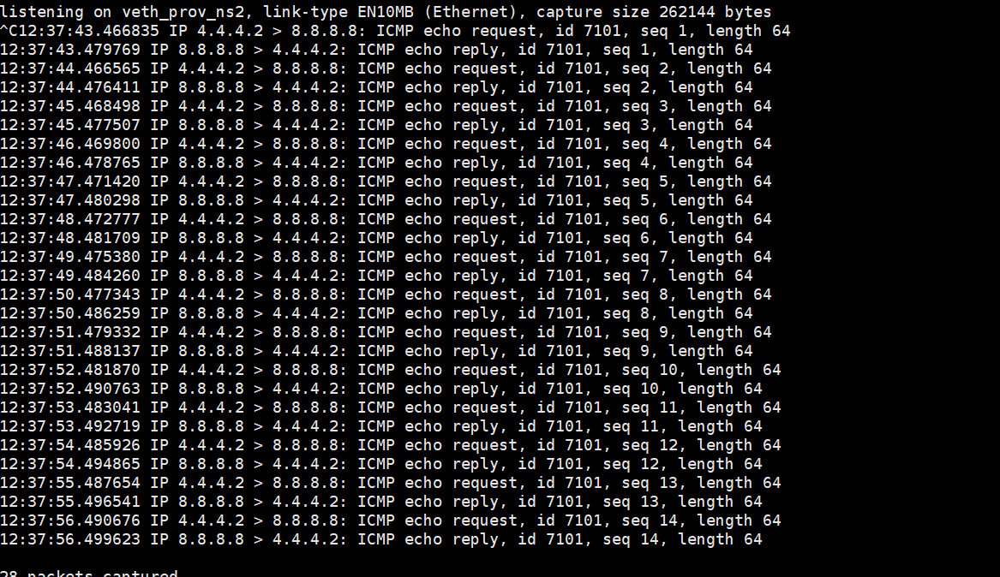 listening on veth_prov_ns2, link-type EN10MB (Ethernet), capture size 262144 bytes
^C12:37:43.466835 IP 4.4.4.2 > 8.8.8.8: ICMP echo request, id 7101, seq 1, length 64
12:37:43.479769 IP 8.8.8.8 > 4.4.4.2: ICMP echo reply, id 7101, seq 1, length 64
12:37:44.466565 IP 4.4.4.2 > 8.8.8.8: ICMP echo request, id 7101, seq 2, length 64
12:37:44.476411 IP 8.8.8.8 > 4.4.4.2: ICMP echo reply, id 7101, seq 2, length 64
12:37:45.468498 IP 4.4.4.2 > 8.8.8.8: ICMP echo request, id 7101, seq 3, length 64
12:37:45.477507 IP 8.8.8.8 > 4.4.4.2: ICMP echo reply, id 7101, seq 3, length 64
12:37:46.469800 IP 4.4.4.2 > 8.8.8.8: ICMP echo request, id 7101, seq 4, length 64
12:37:46.478765 IP 8.8.8.8 > 4.4.4.2: ICMP echo reply, id 7101, seq 4, length 64
12:37:47.471420 IP 4.4.4.2 > 8.8.8.8: ICMP echo request, id 7101, seq 5, length 64
12:37:47.480298 IP 8.8.8.8 > 4.4.4.2: ICMP echo reply, id 7101, seq 5, length 64
12:37:48.472777 IP 4.4.4.2 > 8.8.8.8: ICMP echo request, id 7101, seq 6, length 64
12:37:48.481709 IP 8.8.8.8 > 4.4.4.2: ICMP echo reply, id 7101, seq 6, length 64
12:37:49.475380 IP 4.4.4.2 > 8.8.8.8: ICMP echo request, id 7101, seq 7, length 64
12:37:49.484260 IP 8.8.8.8 > 4.4.4.2: ICMP echo reply, id 7101, seq 7, length 64
12:37:50.477343 IP 4.4.4.2 > 8.8.8.8: ICMP echo request, id 7101, seq 8, length 64
12:37:50.486259 IP 8.8.8.8 > 4.4.4.2: ICMP echo reply, id 7101, seq 8, length 64
12:37:51.479332 IP 4.4.4.2 > 8.8.8.8: ICMP echo request, id 7101, seq 9, length 64
12:37:51.488137 IP 8.8.8.8 > 4.4.4.2: ICMP echo reply, id 7101, seq 9, length 64
12:37:52.481870 IP 4.4.4.2 > 8.8.8.8: ICMP echo request, id 7101, seq 10, length 64
12:37:52.490763 IP 8.8.8.8 > 4.4.4.2: ICMP echo reply, id 7101, seq 10, length 64
12:37:53.483041 IP 4.4.4.2 > 8.8.8.8: ICMP echo request, id 7101, seq 11, length 64
12:37:53.492719 IP 8.8.8.8 > 4.4.4.2: ICMP echo reply, id 7101, seq 11, length 64
12:37:54.485926 IP 4.4.4.2 > 8.8.8.8: ICMP echo request, id 7101, seq 12, length 64
12:37:54.494865 IP 8.8.8.8 > 4.4.4.2: ICMP echo reply, id 7101, seq 12, length 64
12:37:55.487654 IP 4.4.4.2 > 8.8.8.8: ICMP echo request, id 7101, seq 13, length 64
12:37:55.496541 IP 8.8.8.8 > 4.4.4.2: ICMP echo reply, id 7101, seq 13, length 64
12:37:56.490676 IP 4.4.4.2 > 8.8.8.8: ICMP echo request, id 7101, seq 14, length 64
12:37:56.499623 IP 8.8.8.8 > 4.4.4.2: ICMP echo reply, id 7101, seq 14, length 64
28 packets captured